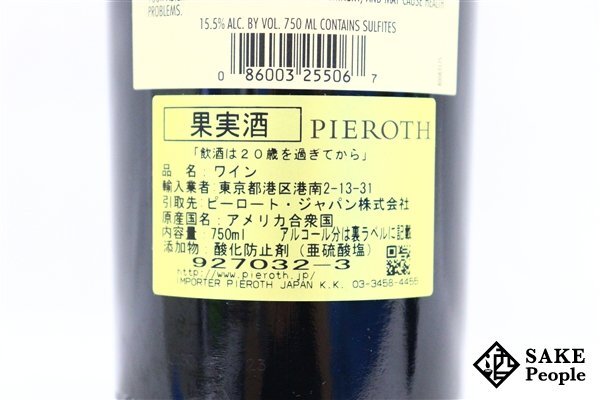 PROBLEMS.
15.5% ALC. BY VOL. 750 ML CONTAINS SULFITES
0 86003 25506 7
果実酒 PIEROTH
「飲酒は20歳を過ぎてから」
品名:ワイン
輸入業者:東京都港区港南2-13-31
引取先:ピーロート・ジャパン株式会社
原産国名:アメリカ合衆国
内容量:750ml アルコール分は裏ラベルに記載
添加物:酸化防止剤(亜硫酸塩)
927032-3
http://www.pieroth.jp/
IMPORTER PIEROTH JAPAN K.K. 03-3458-4455
SAKE
People